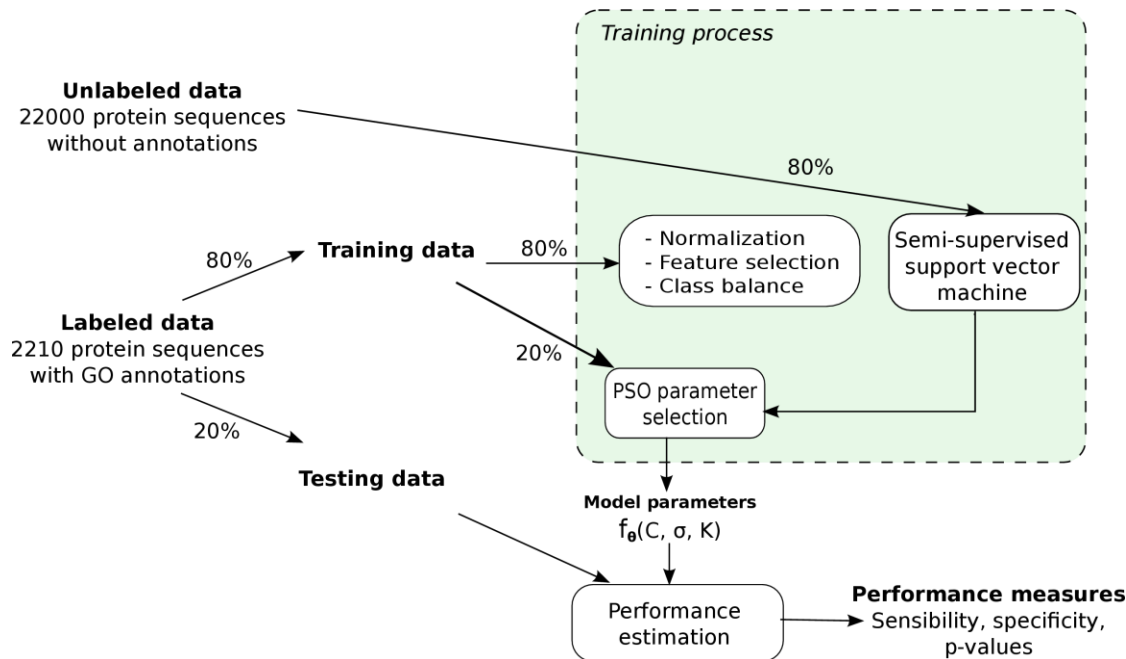 Training process
Unlabeled data
22000 protein sequences
without annotations
80%
- Normalization
- Feature selection
- Class balance
Semi-supervised
support vector
machine
Training data
80%
80%
Labeled data
2210 protein sequences
with GO annotations
20%
PSO parameter
selection
20%
Testing data
Model parameters
fθ(C, σ, K)
Performance
estimation
Performance measures
Sensibility, specificity,
p-values